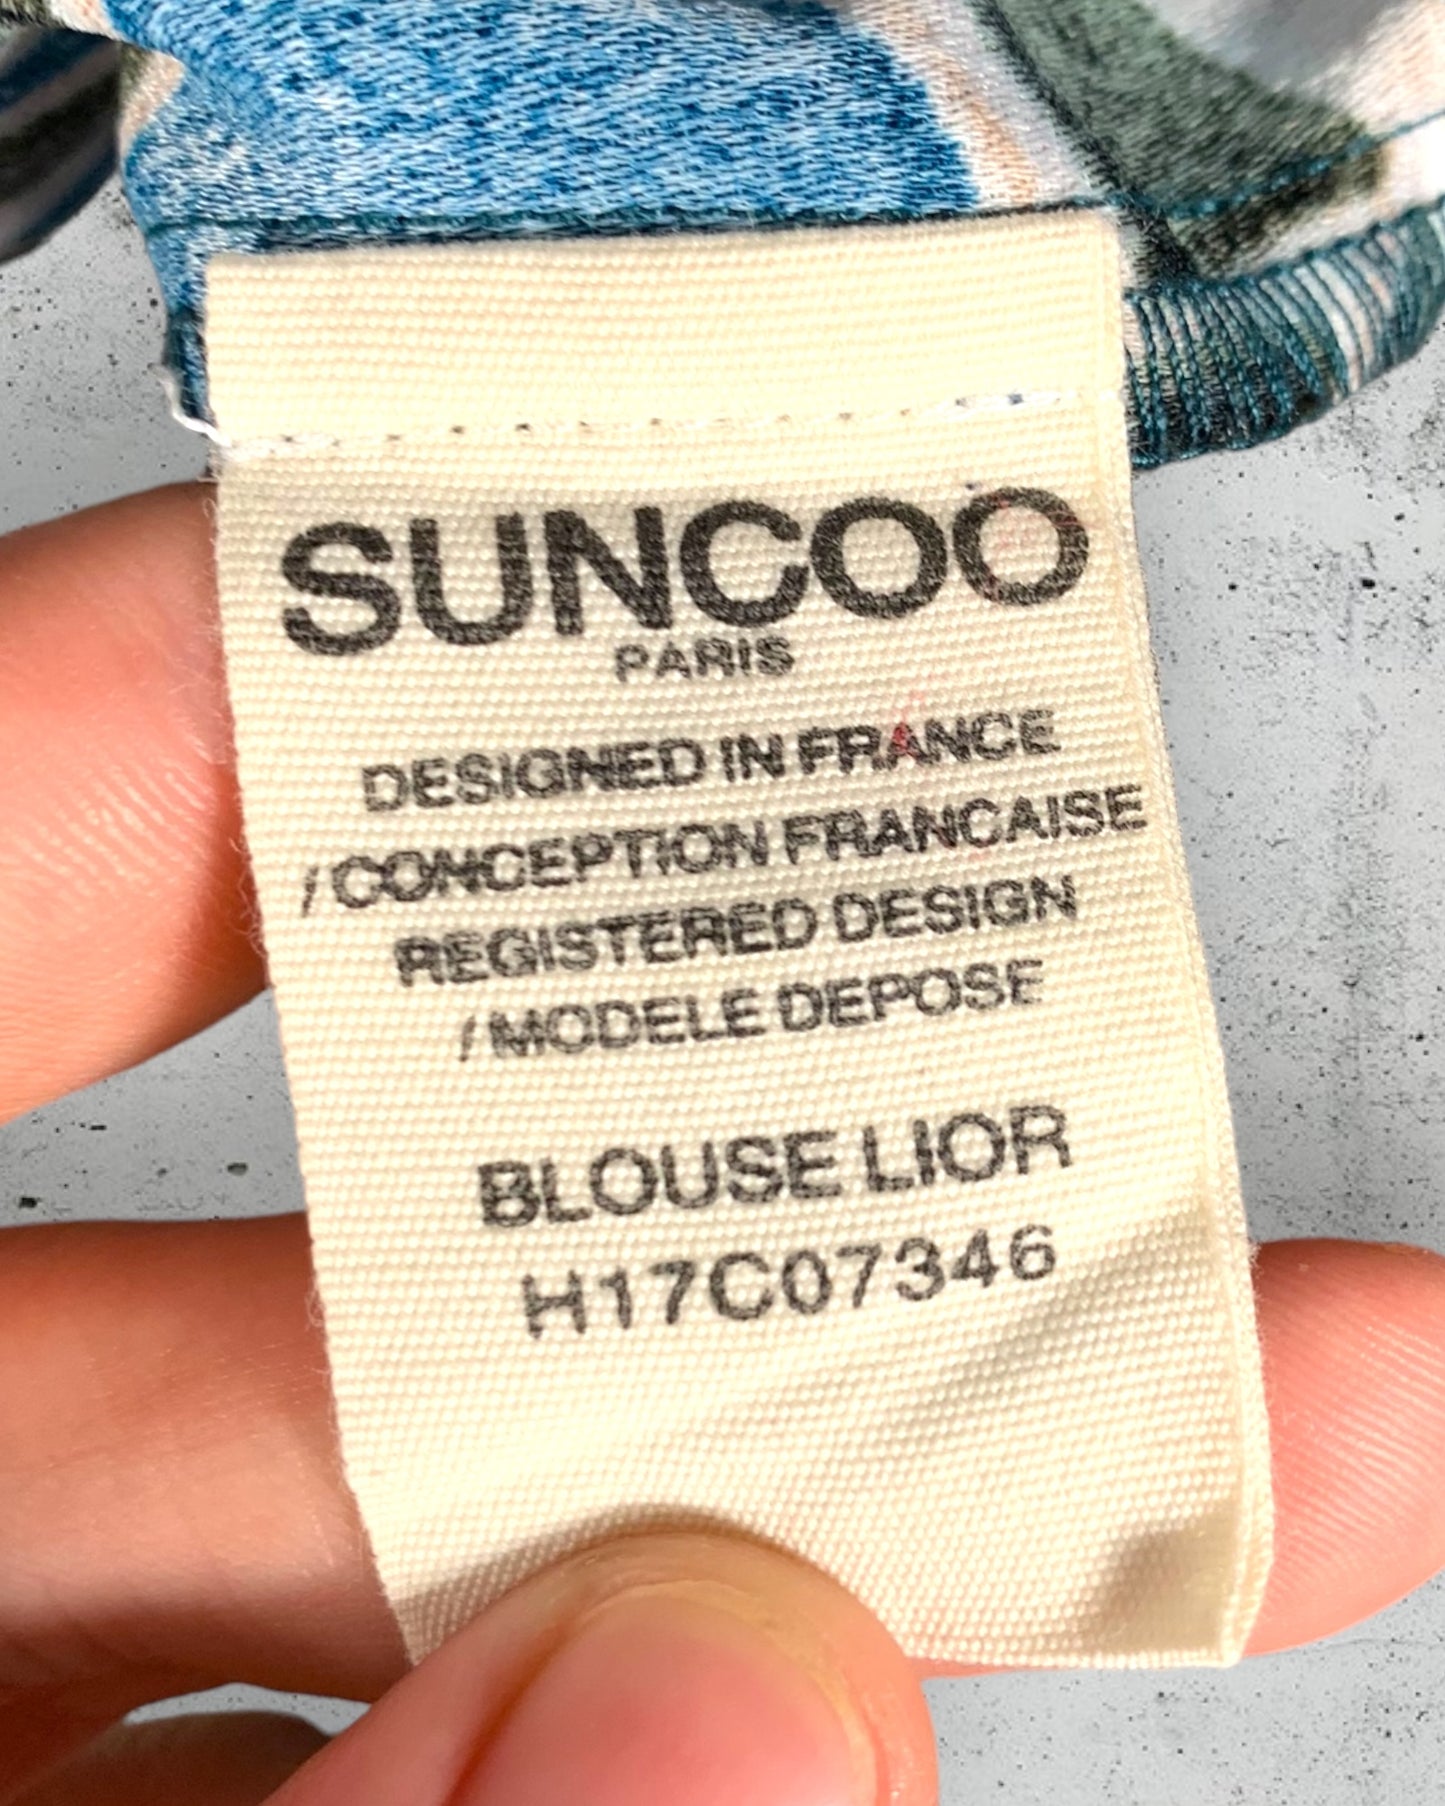 SUNCOO
PARIS
DESIGNED IN FRANCE
/CONCEPTION FRANCAISE
REGISTERED DESIGN
/MODELE DEPOSE
BLOUSE LIOR
H17C07346